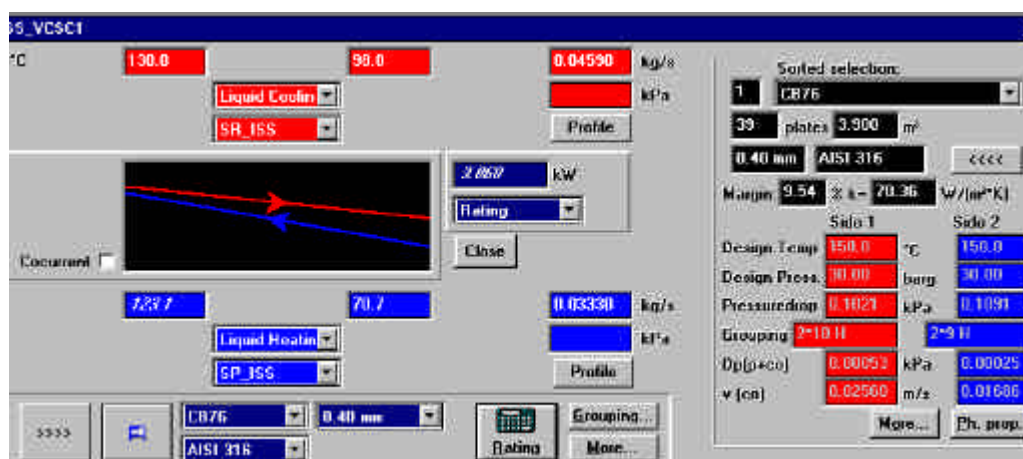 SS_VCSC1
°C 130.0 98.0 0.04590 kg/s
Liquid Coolin kPa
SR_ISS Profile
kW
Rating
Cocurrent Close
70.7 0.03330 kg/s
Liquid Heatin kPa
SP_ISS Profile
>>>> CB76 0.40 mm Grouping...
AISI 316 Rating More...
Sorted selection:
1 CB76
39 plates 3.900 m²
0.40 mm AISI 316 <<<<
Margin 9.54 % k = 70.36 W/(m²*K)
Side 1 Side 2
Design Temp 150.0 °C 150.0
Design Press. 30.00 barg 30.00
Pressuredrop 0.1021 kPa 0.1091
Grouping 2*10 H 2*9 H
Dp(p+co) 0.00053 kPa 0.00025
v (cn) 0.02560 m/s 0.01686
More... Ph. prop.